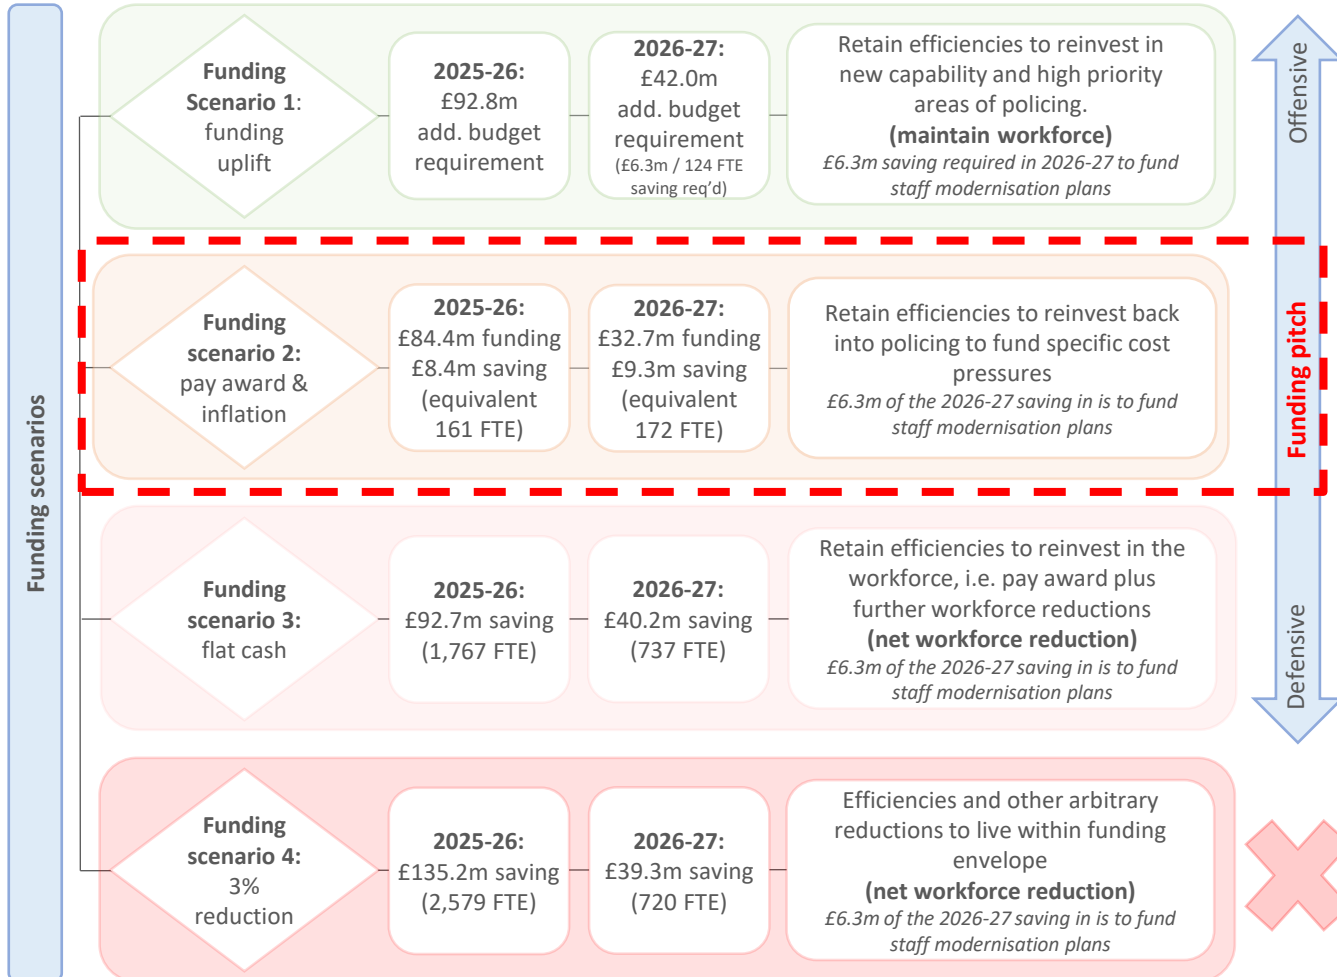 Funding scenarios
Funding
Scenario 1:
funding
uplift
2025-26:
£92.8m
add. budget
requirement
2026-27:
£42.0m
add. budget
requirement
(£6.3m / 124 FTE
saving req'd)
Retain efficiencies to reinvest in
new capability and high priority
areas of policing.
(maintain workforce)
£6.3m saving required in 2026-27 to fund
staff modernisation plans
Offensive
Funding
scenario 2:
pay award &
inflation
2025-26:
£84.4m funding
£8.4m saving
(equivalent
161 FTE)
2026-27:
£32.7m funding
£9.3m saving
(equivalent
172 FTE)
Retain efficiencies to reinvest back
into policing to fund specific cost
pressures
£6.3m of the 2026-27 saving in is to fund
staff modernisation plans
Funding pitch
Funding
scenario 3:
flat cash
2025-26:
£92.7m saving
(1,767 FTE)
2026-27:
£40.2m saving
(737 FTE)
Retain efficiencies to reinvest in the
workforce, i.e. pay award plus
further workforce reductions
(net workforce reduction)
£6.3m of the 2026-27 saving in is to fund
staff modernisation plans
Defensive
Funding
scenario 4:
3%
reduction
2025-26:
£135.2m saving
(2,579 FTE)
2026-27:
£39.3m saving
(720 FTE)
Efficiencies and other arbitrary
reductions to live within funding
envelope
(net workforce reduction)
£6.3m of the 2026-27 saving in is to fund
staff modernisation plans